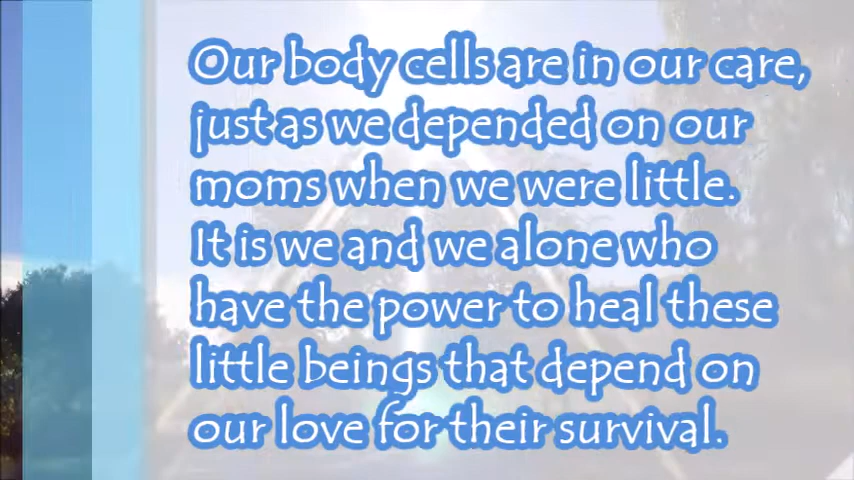 Our body cells are in our care,
just as we depended on our
moms when we were little.
It is we and we alone who
have the power to heal these
little beings that depend on
our love for their survival.